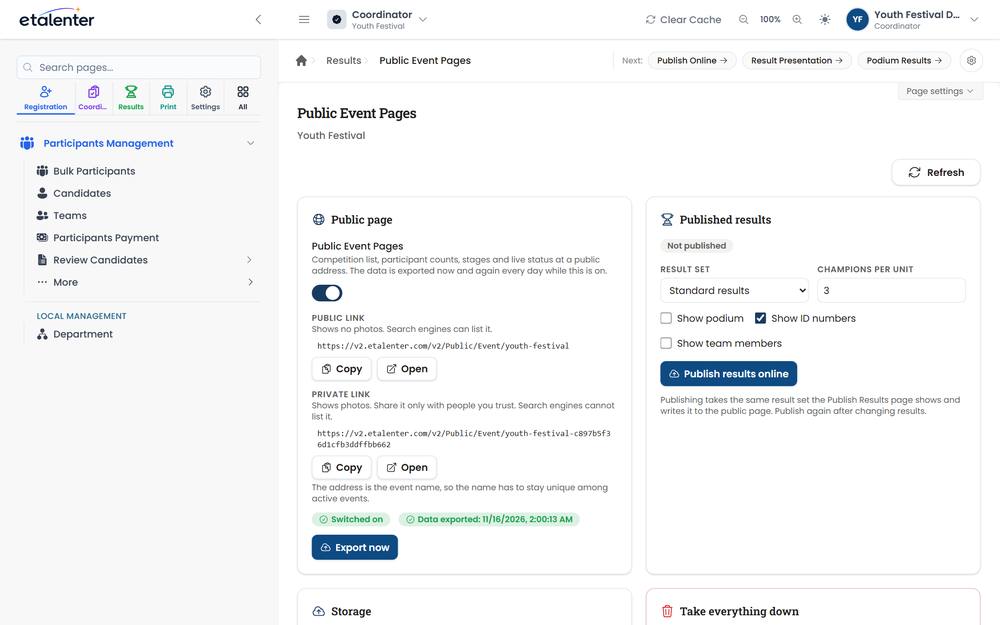 etalenter
Coordinator
Youth Festival
Clear Cache
100%
YF
Youth Festival D...
Coordinator
Search pages...
Registration
Coordi...
Results
Print
Settings
All
Participants Management
Bulk Participants
Candidates
Teams
Participants Payment
Review Candidates
More
LOCAL MANAGEMENT
Department
Results
Public Event Pages
Next:
Publish Online →
Result Presentation →
Podium Results →
Page settings
Public Event Pages
Youth Festival
Refresh
Public page
Public Event Pages
Competition list, participant counts, stages and live status at a public
address. The data is exported now and again every day while this is on.
PUBLIC LINK
Shows no photos. Search engines can list it.
https://v2.etalenter.com/v2/Public/Event/youth-festival
Copy
Open
PRIVATE LINK
Shows photos. Share it only with people you trust. Search engines cannot
list it.
https://v2.etalenter.com/v2/Public/Event/youth-festival-c897b5f3
6d1cfb3ddffbb662
Copy
Open
The address is the event name, so the name has to stay unique among
active events.
Switched on
Data exported: 11/16/2026, 2:00:13 AM
Export now
Published results
Not published
RESULT SET
CHAMPIONS PER UNIT
Standard results
3
Show podium
Show ID numbers
Show team members
Publish results online
Publishing takes the same result set the Publish Results page shows and
writes it to the public page. Publish again after changing results.
Storage
Take everything down